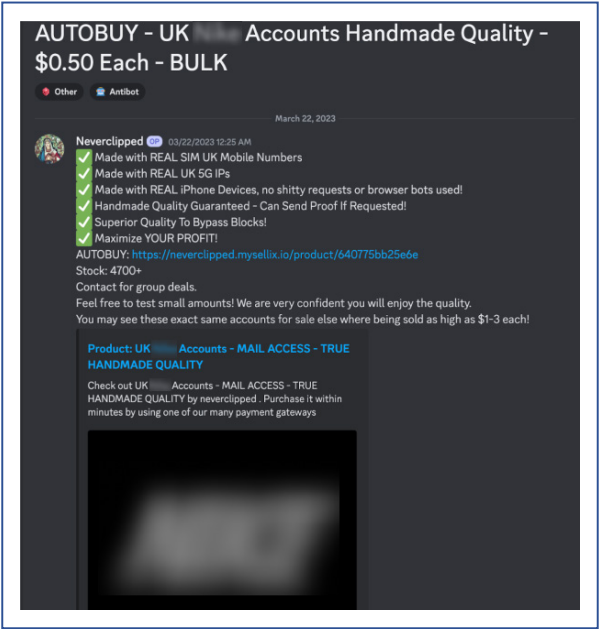 AUTOBUY - UK Accounts Handmade Quality -
$0.50 Each - BULK
Other Antibot
March 22, 2023
Neverclipped OP 03/22/2023 12:25 AM
✅ Made with REAL SIM UK Mobile Numbers
✅ Made with REAL UK 5G IPs
✅ Made with REAL iPhone Devices, no shitty requests or browser bots used!
✅ Handmade Quality Guaranteed - Can Send Proof If Requested!
✅ Superior Quality To Bypass Blocks!
✅ Maximize YOUR PROFIT!
AUTOBUY: https://neverclipped.mysellix.io/product/640775bb25e6e
Stock: 4700+
Contact for group deals.
Feel free to test small amounts! We are very confident you will enjoy the quality.
You may see these exact same accounts for sale else where being sold as high as $1-3 each!
Product: UK Accounts - MAIL ACCESS - TRUE
HANDMADE QUALITY
Check out UK Accounts - MAIL ACCESS - TRUE
HANDMADE QUALITY by neverclipped . Purchase it within
minutes by using one of our many payment gateways